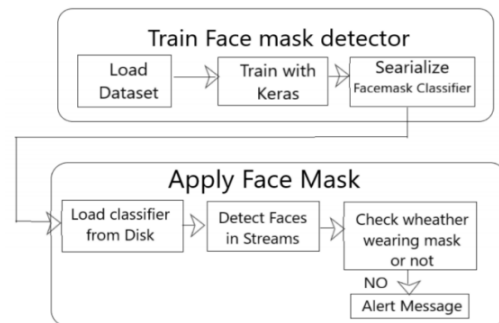 Train Face mask detector
Load
Dataset
Train with
Keras
Searialize
Facemask Classifier
Apply Face Mask
Load classifier
from Disk
Detect Faces
in Streams
Check wheather
wearing mask
or not
NO
Alert Message